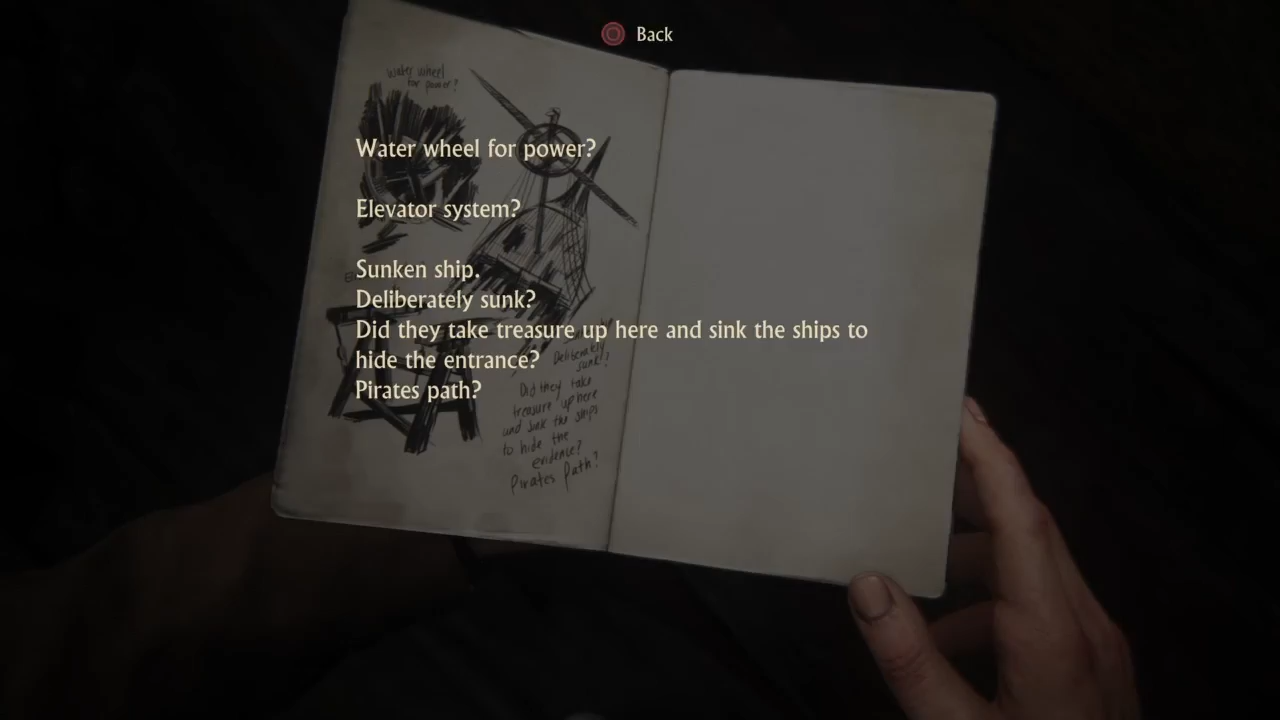 Back
water wheel
for power?
Water wheel for power?
Elevator system?
Sunken ship.
Deliberately sunk?
Did they take treasure up here and sink the ships to
hide the entrance?
Pirates path?
Deliberately
sunk?
Did they take
treasure up here
and sink the ships
to hide the
evidence?
Pirates Path?